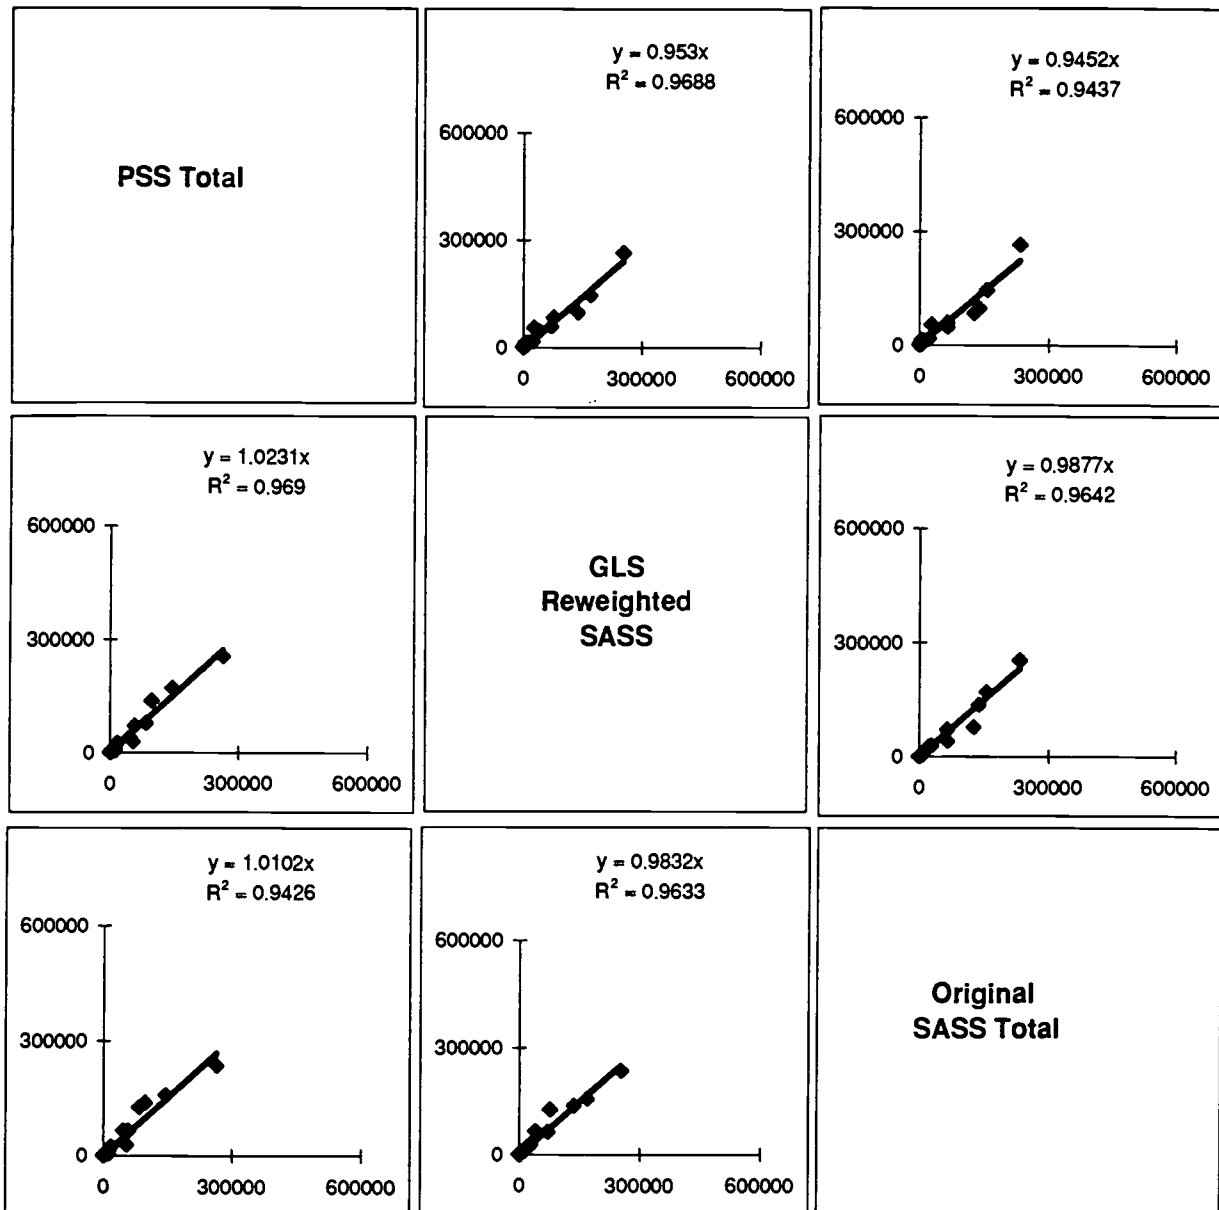 PSS Total
y = 0.953x
R² = 0.9688
600000
300000
0
0 300000 600000
y = 0.9452x
R² = 0.9437
600000
300000
0
0 300000 600000
y = 1.0231x
R² = 0.969
600000
300000
0
0 300000 600000
GLS
Reweighted
SASS
y = 0.9877x
R² = 0.9642
600000
300000
0
0 300000 600000
y = 1.0102x
R² = 0.9426
600000
300000
0
0 300000 600000
y = 0.9832x
R² = 0.9633
600000
300000
0
0 300000 600000
Original
SASS Total